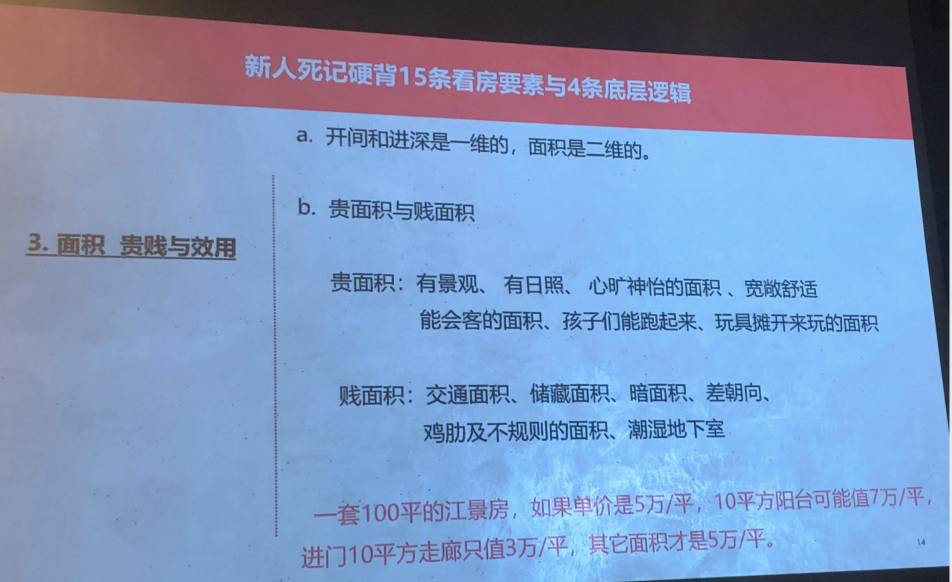 新人死记硬背15条看房要素与4条底层逻辑
a. 开间和进深是一维的，面积是二维的。
b. 贵面积与贱面积
3. 面积 贵贱与效用
贵面积：有景观、 有日照、 心旷神怡的面积 、宽敞舒适
能会客的面积、孩子们能跑起来、玩具摊开来玩的面积
贱面积：交通面积、储藏面积、暗面积、差朝向、
鸡肋及不规则的面积、潮湿地下室
一套100平的江景房，如果单价是5万/平，10平方阳台可能值7万/平，
进门10平方走廊只值3万/平，其它面积才是5万/平。
14